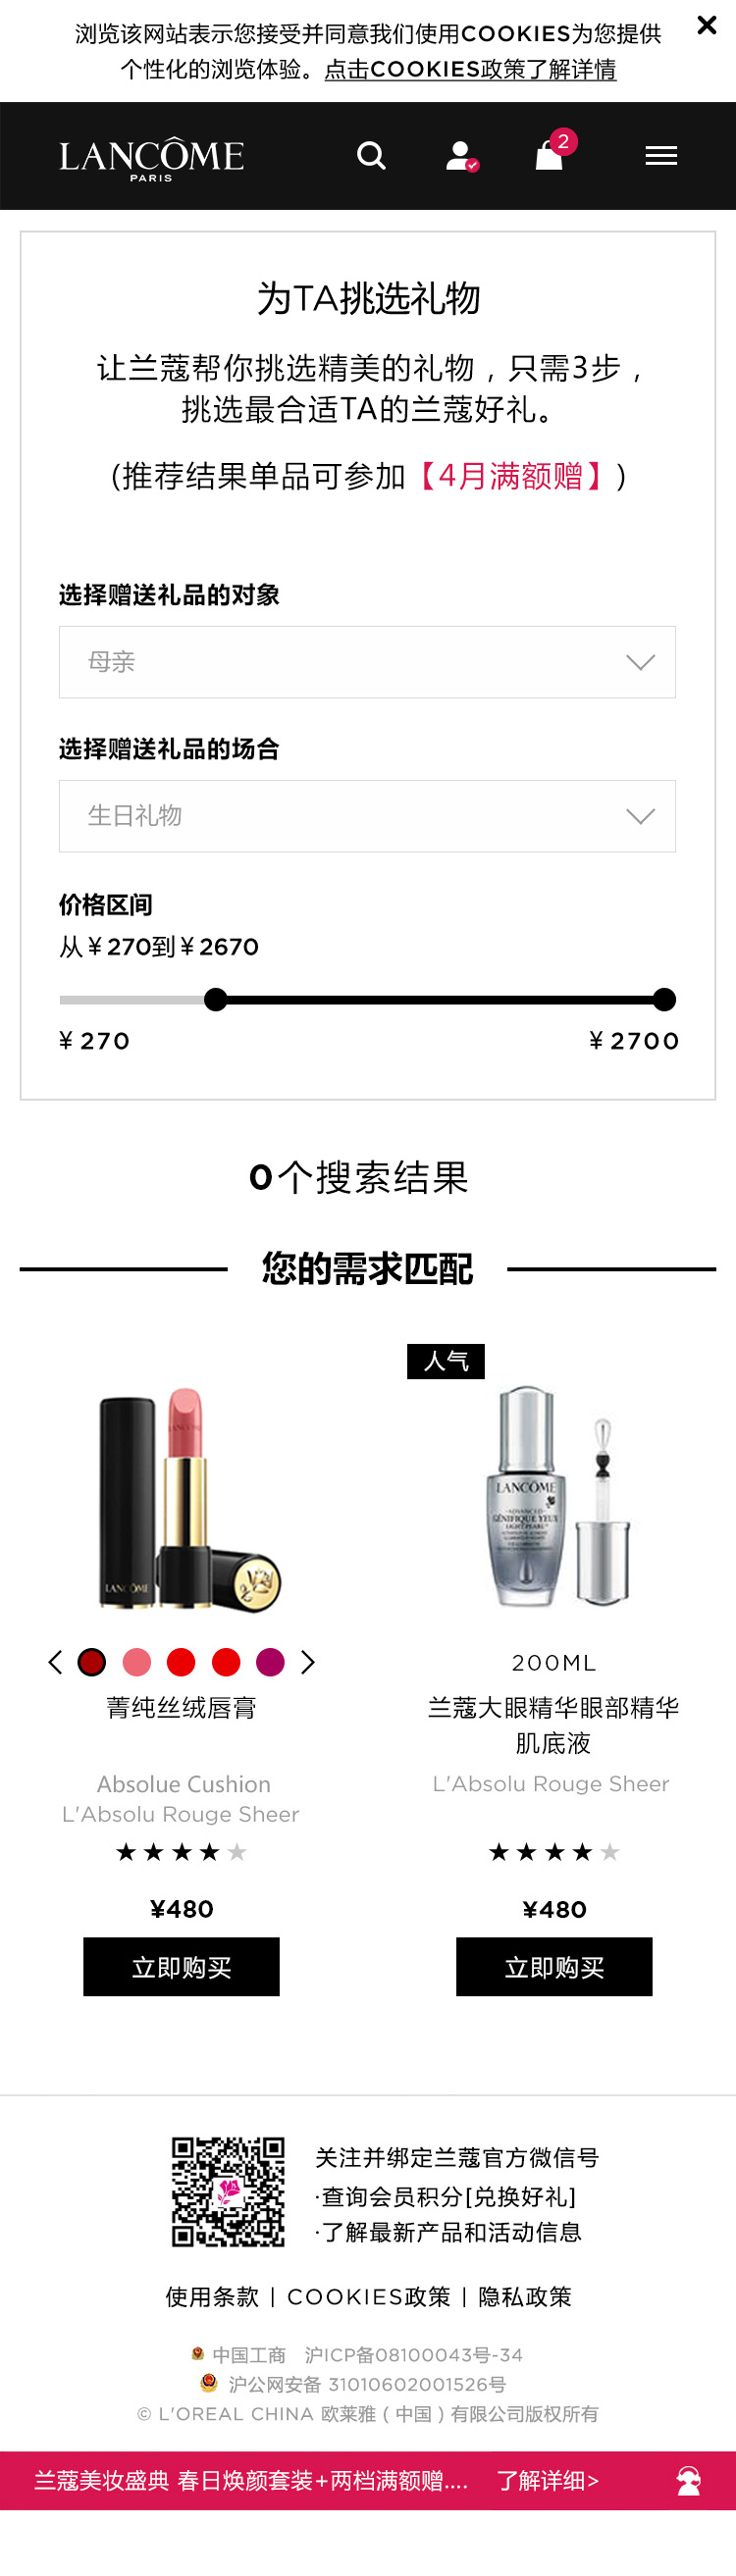 浏览该网站表示您接受并同意我们使用COOKIES为您提供
个性化的浏览体验。点击COOKIES政策了解详情
LANCÔME
PARIS
2
为TA挑选礼物
让兰蔻帮你挑选精美的礼物，只需3步，
挑选最合适TA的兰蔻好礼。
(推荐结果单品可参加【4月满额赠】)
选择赠送礼品的对象
母亲
选择赠送礼品的场合
生日礼物
价格区间
从¥270到¥2670
¥ 270
¥ 2700
0个搜索结果
您的需求匹配
人气
LANCÔME
LANCÔME
LANCÔME
ADVANCED
GÉNIFIQUE YEUX
LIGHT PEARL
200ML
菁纯丝绒唇膏
兰蔻大眼精华眼部精华
肌底液
Absolue Cushion
L'Absolu Rouge Sheer
L'Absolu Rouge Sheer
¥480
¥480
立即购买
立即购买
关注并绑定兰蔻官方微信号
·查询会员积分[兑换好礼]
·了解最新产品和活动信息
使用条款 | COOKIES政策 | 隐私政策
中国工商 沪ICP备08100043号-34
沪公网安备 31010602001526号
© L'OREAL CHINA 欧莱雅 ( 中国 ) 有限公司版权所有
兰蔻美妆盛典 春日焕颜套装+两档满额赠.... 了解详细>